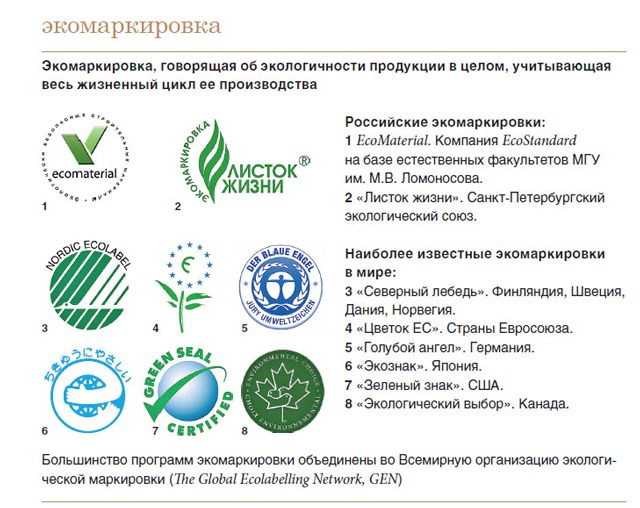 экомаркировка
Экомаркировка, говорящая об экологичности продукции в целом, учитывающая
весь жизненный цикл ее производства
ecomaterial
1
ЭКОМАРКИРОВКА
ЛИСТОК®
ЖИЗНИ
2
Российские экомаркировки:
1 EcoMaterial. Компания EcoStandard
на базе естественных факультетов МГУ
им. М.В. Ломоносова.
2 «Листок жизни». Санкт-Петербургский
экологический союз.
NORDIC ECOLABEL
3
4
DER BLAUE ENGEL
JURY UMWELTZEICHEN
5
ちきゅうにやさしい
6
GREEN SEAL
CERTIFIED
7
ENVIRONMENTAL CHOICE
CHOIX ENVIRONNEMENTAL
8
Наиболее известные экомаркировки
в мире:
3 «Северный лебедь». Финляндия, Швеция,
Дания, Норвегия.
4 «Цветок ЕС». Страны Евросоюза.
5 «Голубой ангел». Германия.
6 «Экознак». Япония.
7 «Зеленый знак». США.
8 «Экологический выбор». Канада.
Большинство программ экомаркировки объединены во Всемирную организацию экологи-
ческой маркировки (The Global Ecolabelling Network, GEN)